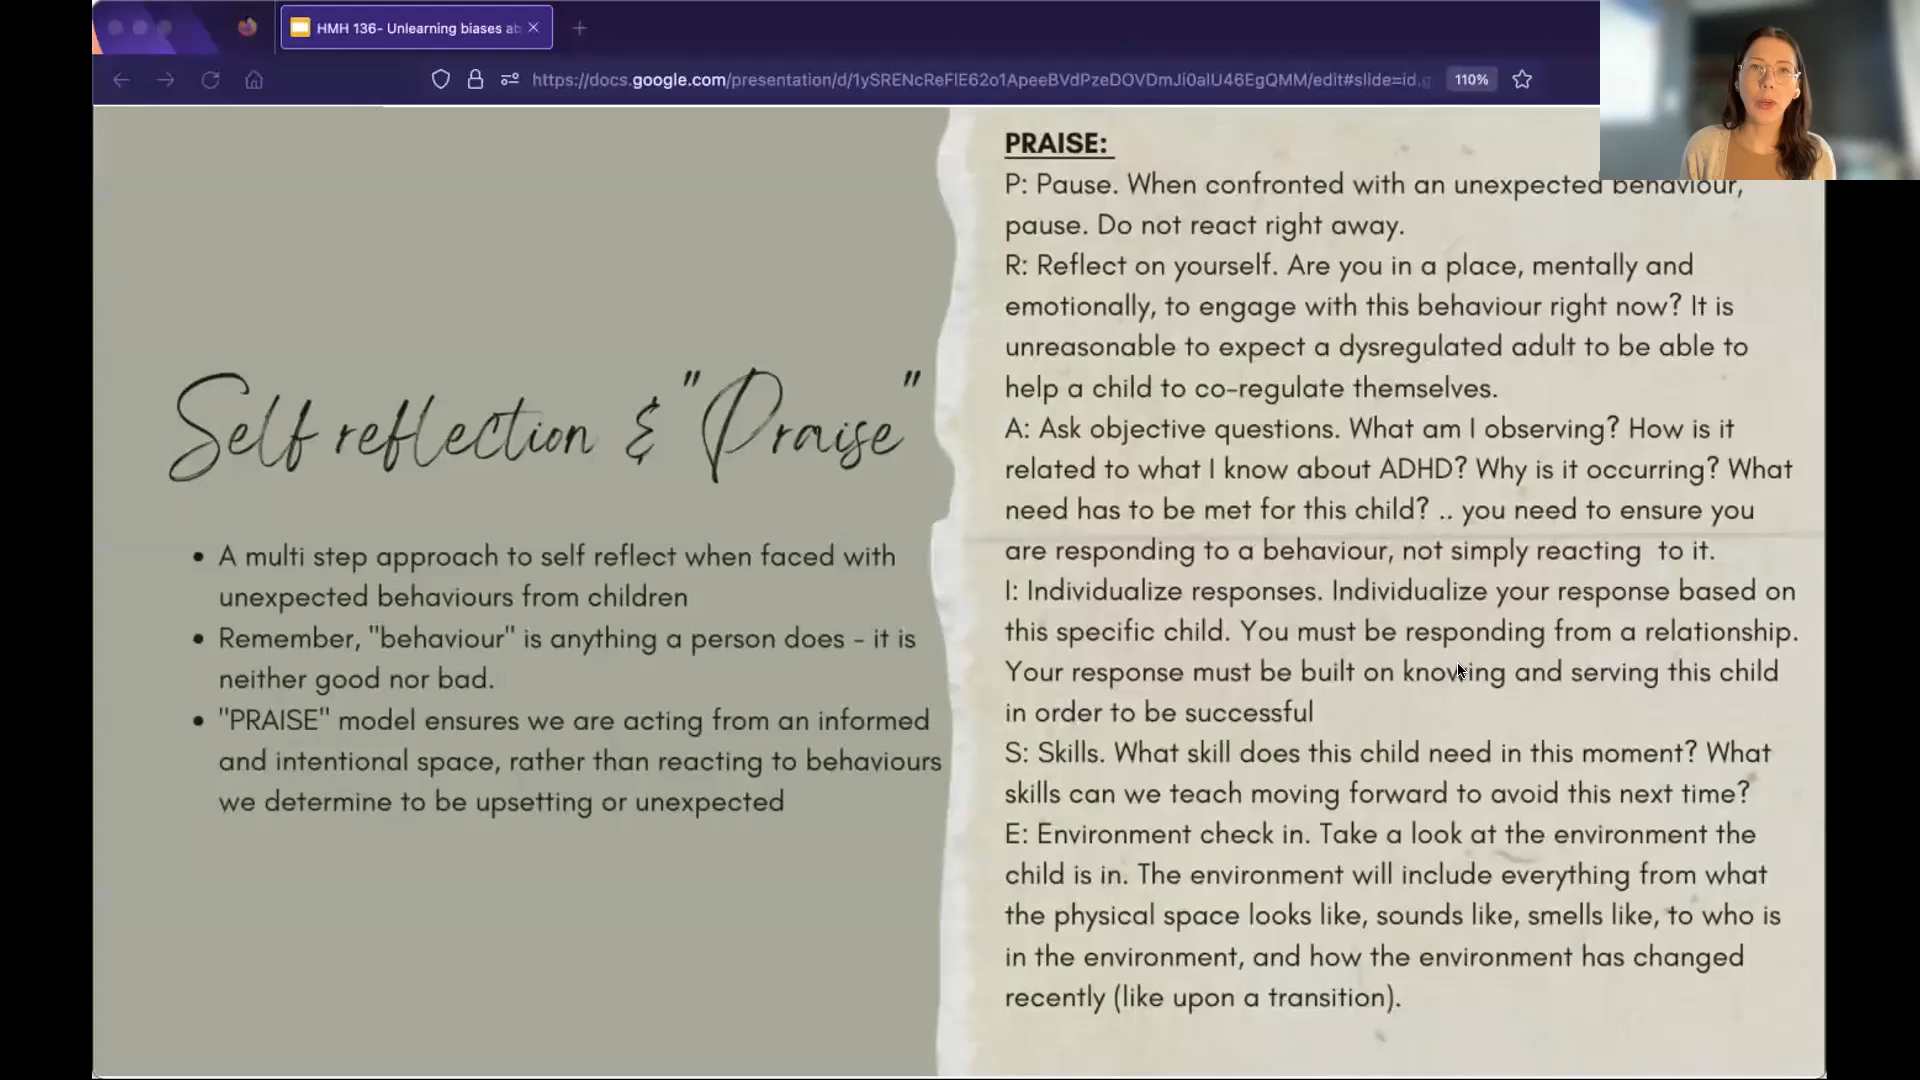 HMH 136- Unlearning biases ab
https://docs.google.com/presentation/d/1ySRENcReFlE62o1ApeeBVdPzeDOVDmJi0alU46EgQMM/edit#slide=id.g
110%
Self reflection & "Praise"
• A multi step approach to self reflect when faced with
unexpected behaviours from children
• Remember, "behaviour" is anything a person does - it is
neither good nor bad.
• "PRAISE" model ensures we are acting from an informed
and intentional space, rather than reacting to behaviours
we determine to be upsetting or unexpected
PRAISE:
P: Pause. When confronted with an unexpected behaviour,
pause. Do not react right away.
R: Reflect on yourself. Are you in a place, mentally and
emotionally, to engage with this behaviour right now? It is
unreasonable to expect a dysregulated adult to be able to
help a child to co-regulate themselves.
A: Ask objective questions. What am I observing? How is it
related to what I know about ADHD? Why is it occurring? What
need has to be met for this child? .. you need to ensure you
are responding to a behaviour, not simply reacting  to it.
I: Individualize responses. Individualize your response based on
this specific child. You must be responding from a relationship.
Your response must be built on knowing and serving this child
in order to be successful
S: Skills. What skill does this child need in this moment? What
skills can we teach moving forward to avoid this next time?
E: Environment check in. Take a look at the environment the
child is in. The environment will include everything from what
the physical space looks like, sounds like, smells like, to who is
in the environment, and how the environment has changed
recently (like upon a transition).